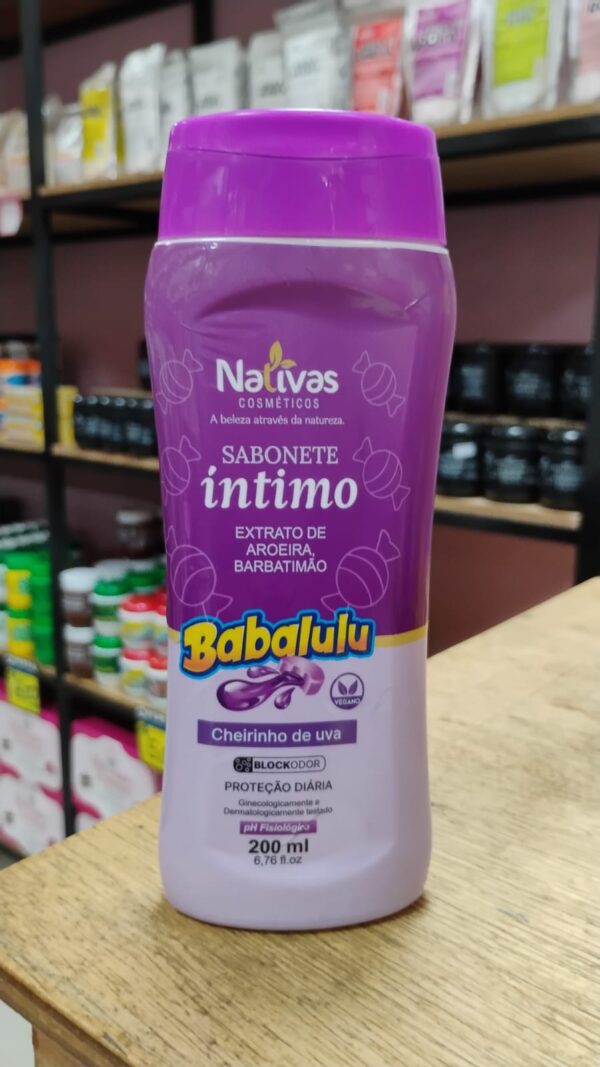 Nativas
COSMÉTICOS
A beleza através da natureza.
SABONETE
íntimo
EXTRATO DE
AROEIRA,
BARBATIMÃO
Babalulu
VEGANO
Cheirinho de uva
BLOCKODOR
PROTEÇÃO DIÁRIA
Ginecologicamente e
Dermatologicamente testado
pH Fisiológico
200 ml
6,76 fl.oz